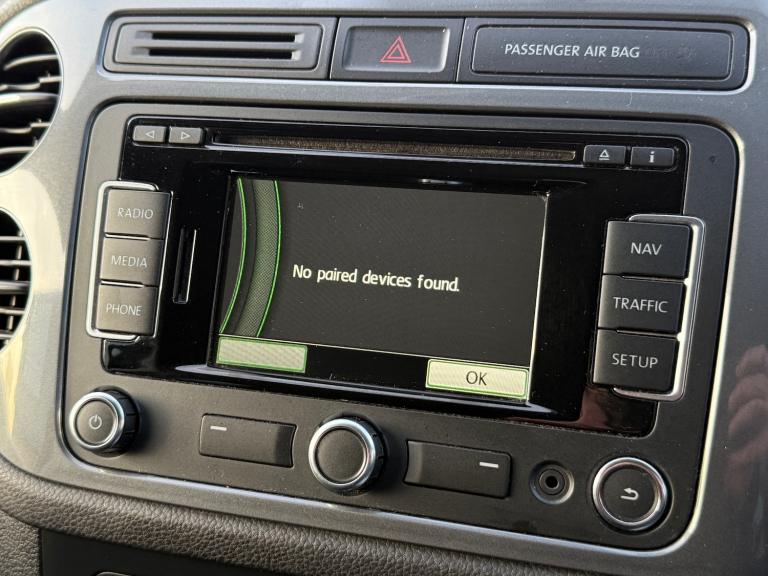 PASSENGER AIR BAG
i
RADIO
MEDIA
PHONE
No paired devices found.
OK
NAV
TRAFFIC
SETUP